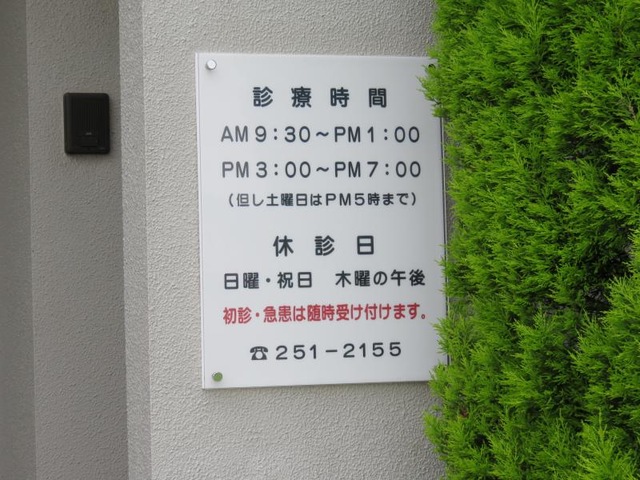 診療時間
AM9：30～PM1：00
PM3：00～PM7：00
（但し土曜日はPM5時まで）
休診日
日曜・祝日　木曜の午後
初診・急患は随時受け付けます。
☎251－2155